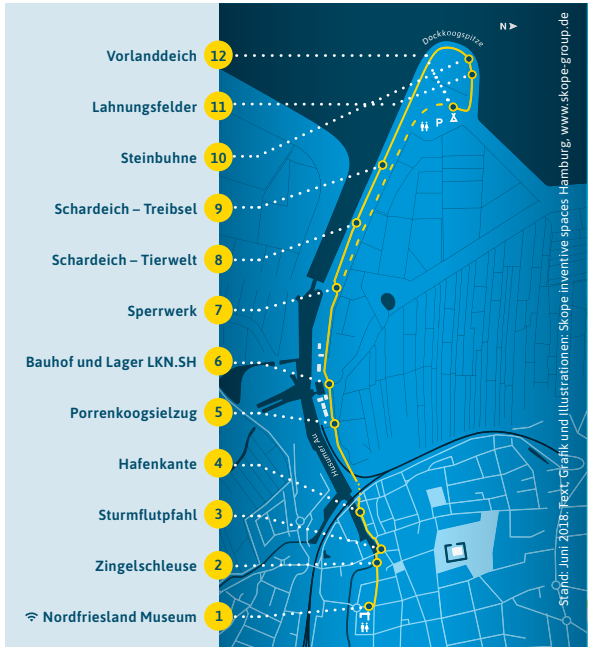 N
Dockkoogspitze
Vorlanddeich 12
Lahnungsfelder 11
P
Steinbuhne 10
Schardeich – Treibsel 9
Schardeich – Tierwelt 8
Sperrwerk 7
Bauhof und Lager LKN.SH 6
Porrenkoogsielzug 5
Husumer Au
Hafenkante 4
Sturmflutpfahl 3
Zingelschleuse 2
Nordfriesland Museum 1
Stand: Juni 2018. Text, Grafik und Illustrationen: Skope inventive spaces Hamburg, www.skope-group.de